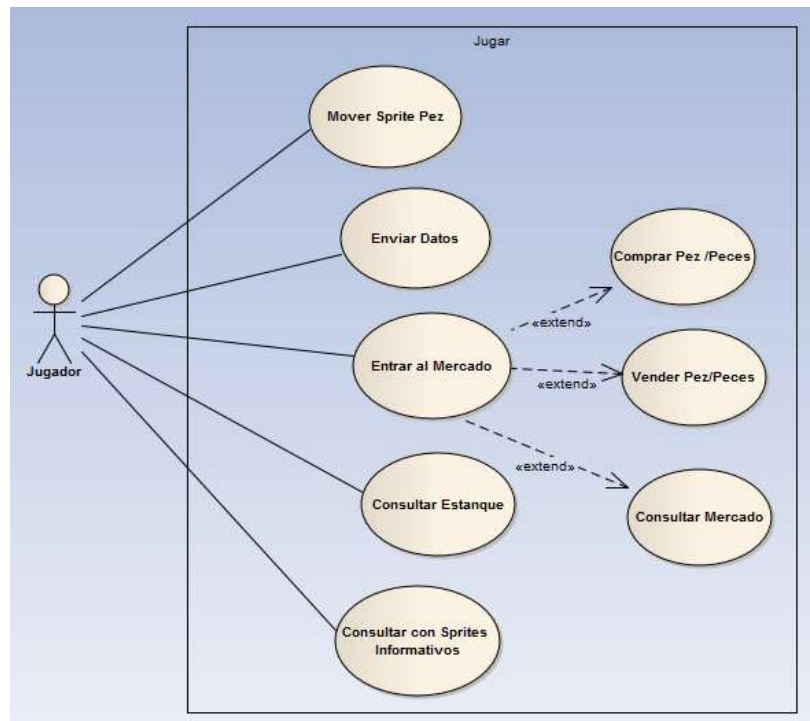 Jugar
Mover Sprite Pez
Enviar Datos
Comprar Pez /Peces
«extend»
Entrar al Mercado
Vender Pez/Peces
«extend»
Jugador
«extend»
Consultar Estanque
Consultar Mercado
Consultar con Sprites
Informativos